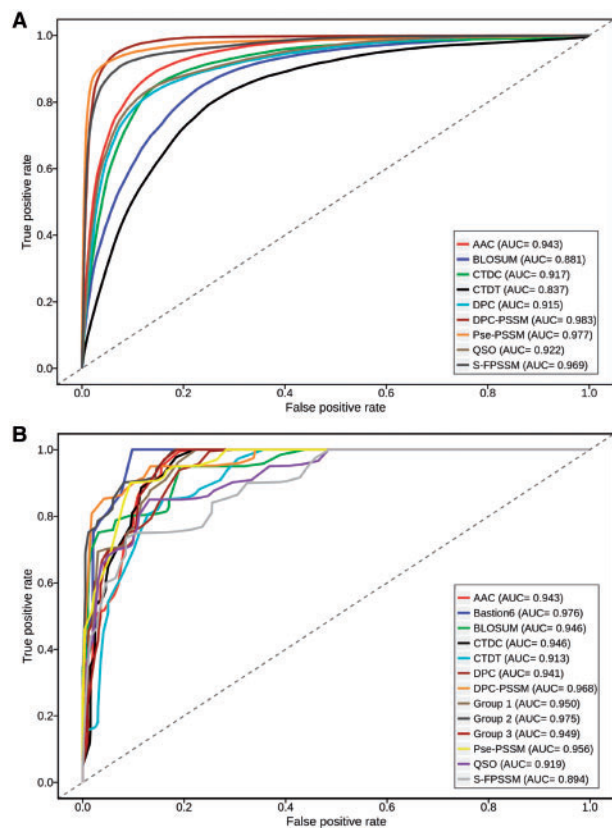 A
1.0
0.8
0.6
0.4
0.2
0.0
True positive rate
AAC (AUC= 0.943)
BLOSUM (AUC= 0.881)
CTDC (AUC= 0.917)
CTDT (AUC= 0.837)
DPC (AUC= 0.915)
DPC-PSSM (AUC= 0.983)
Pse-PSSM (AUC= 0.977)
QSO (AUC= 0.922)
S-FPSSM (AUC= 0.969)
0.0 0.2 0.4 0.6 0.8 1.0
False positive rate
B
1.0
0.8
0.6
0.4
0.2
0.0
True positive rate
AAC (AUC= 0.943)
Bastion6 (AUC= 0.976)
BLOSUM (AUC= 0.946)
CTDC (AUC= 0.946)
CTDT (AUC= 0.913)
DPC (AUC= 0.941)
DPC-PSSM (AUC= 0.968)
Group 1 (AUC= 0.950)
Group 2 (AUC= 0.975)
Group 3 (AUC= 0.949)
Pse-PSSM (AUC= 0.956)
QSO (AUC= 0.919)
S-FPSSM (AUC= 0.894)
0.0 0.2 0.4 0.6 0.8 1.0
False positive rate